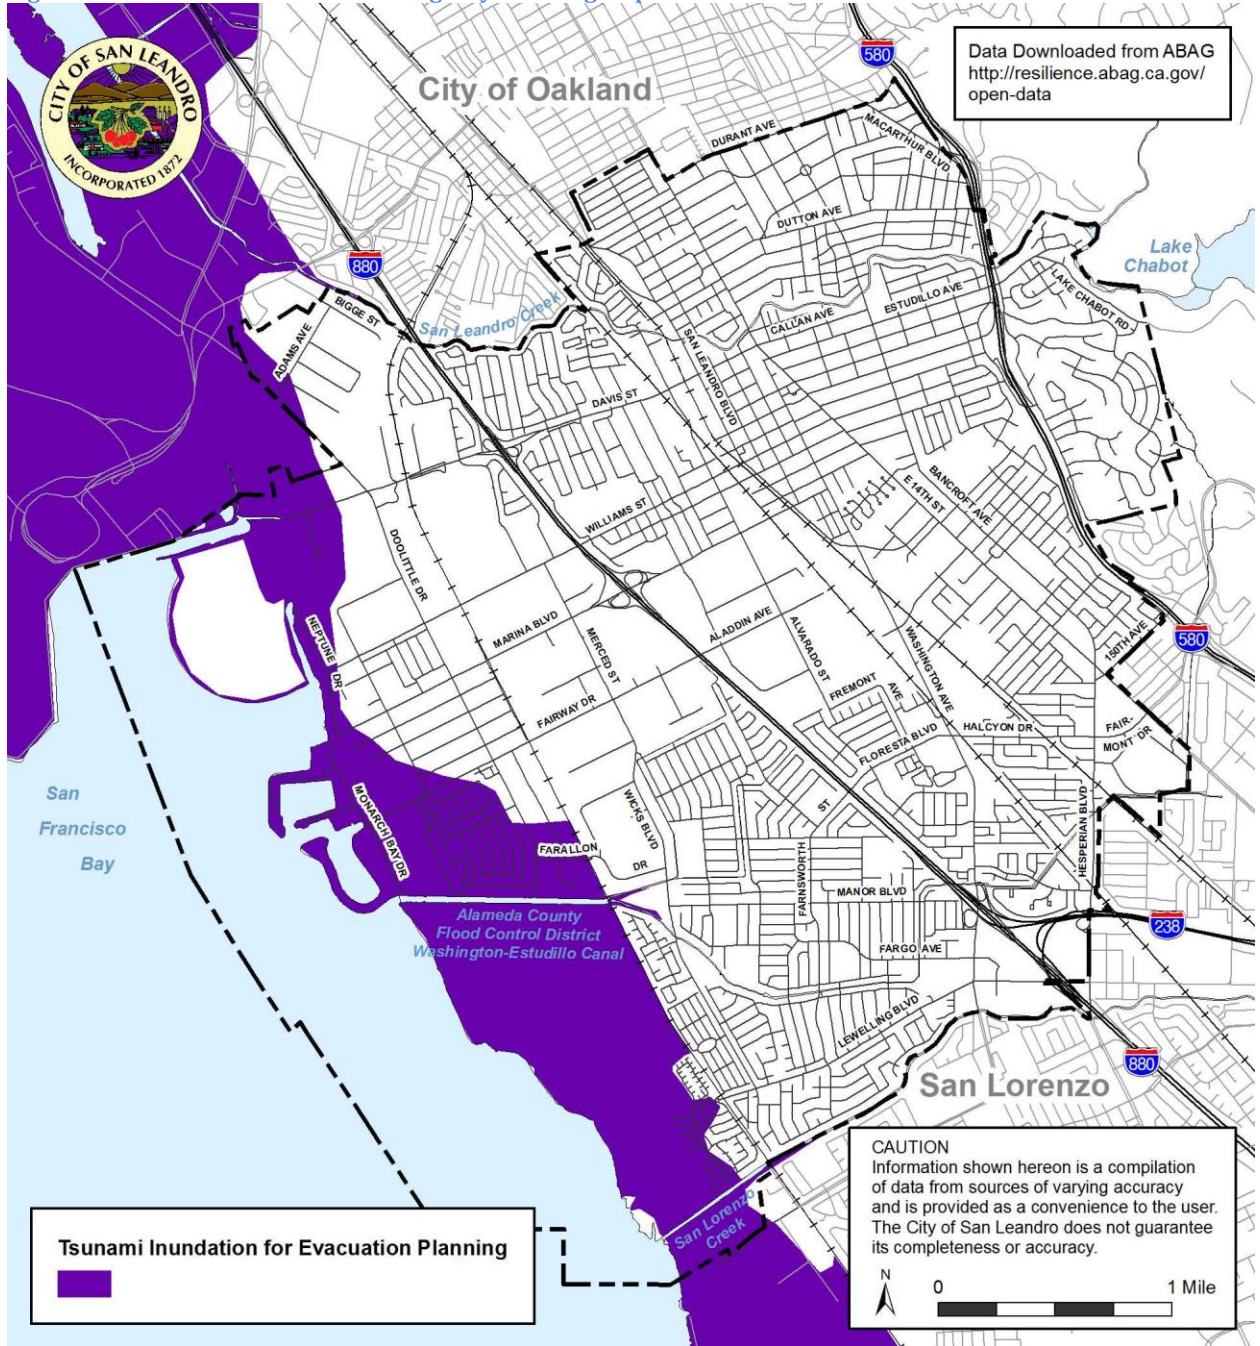 CITY OF SAN LEANDRO
INCORPORATED 1872
City of Oakland
580
Data Downloaded from ABAG
http://resilience.abag.ca.gov/
open-data
DURANT AVE
MACARTHUR BLVD
DUTTON AVE
Lake
Chabot
880
LAKE CHABOT RD
BIGGE ST
San Leandro Creek
ESTUDILLO AVE
CALLAN AVE
ADAMS AVE
SAN LEANDRO BLVD
DAVIS ST
BANCROFT AVE
E 14TH ST
WILLIAMS ST
DOOLITTLE DR
MARINA BLVD
MERCED ST
ALADDIN AVE
ALVARADO ST
WASHINGTON AVE
150TH AVE
580
NEPTUNE DR
FAIRWAY DR
FREMONT
AVE
HALCYON DR
FAIR-
MONT DR
FLORESTA BLVD
San
Francisco
Bay
MONARCH BAY DR
WICKS BLVD
ST
HESPERIAN BLVD
FARALLON
DR
FARNSWORTH
MANOR BLVD
Alameda County
Flood Control District
Washington-Estudillo Canal
238
FARGO AVE
LEWELLING BLVD
880
San Lorenzo
San Lorenzo
Creek
Tsunami Inundation for Evacuation Planning
CAUTION
Information shown hereon is a compilation
of data from sources of varying accuracy
and is provided as a convenience to the user.
The City of San Leandro does not guarantee
its completeness or accuracy.
N
0
1 Mile